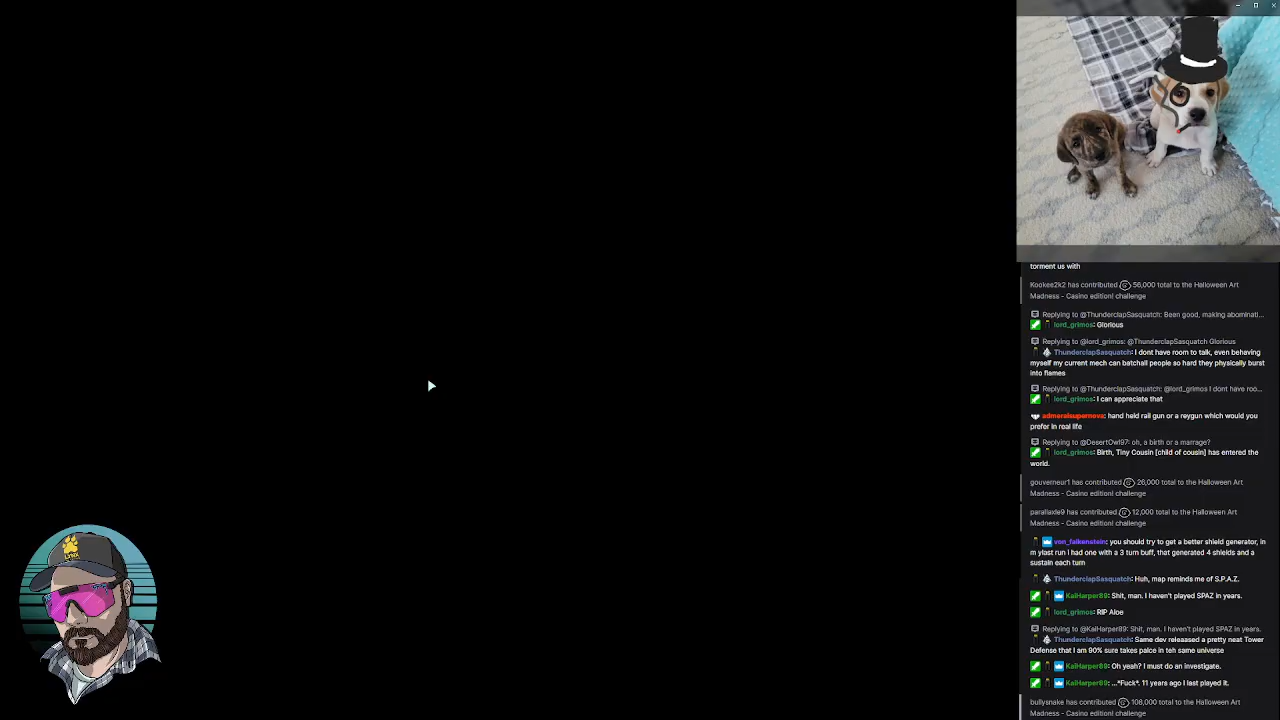 torment us with
Kookee2k2 has contributed 56,000 total to the Halloween Art
Madness - Casino edition! challenge
Replying to @ThunderclapSasquatch: Been good, making abominati...
lord_grimos: Glorious
Replying to @lord_grimos: @ThunderclapSasquatch Glorious
ThunderclapSasquatch: I dont have room to talk, even behaving
myself my current mech can batchall people so hard they physically burst
into flames
Replying to @ThunderclapSasquatch: @lord_grimos I dont have roo...
lord_grimos: I can appreciate that
admeralsupernova: hand held rail gun or a reygun which would you
prefer in real life
Replying to @DesertOwl97: oh, a birth or a marrage?
lord_grimos: Birth, Tiny Cousin [child of cousin] has entered the
world.
gouverneur1 has contributed 26,000 total to the Halloween Art
Madness - Casino edition! challenge
parallaxle9 has contributed 12,000 total to the Halloween Art
Madness - Casino edition! challenge
von_falkenstein: you should try to get a better shield generator, in
m ylast run I had one with a 3 turn buff, that generated 4 shields and a
sustain each turn
ThunderclapSasquatch: Huh, map reminds me of S.P.A.Z.
KaiHarper89: Shit, man. I haven't played SPAZ in years.
lord_grimos: RIP Aloe
Replying to @KaiHarper89: Shit, man. I haven't played SPAZ in years.
ThunderclapSasquatch: Same dev releaased a pretty neat Tower
Defense that I am 90% sure takes palce in teh same universe
KaiHarper89: Oh yeah? I must do an investigate.
KaiHarper89: ...*Fuck*. 11 years ago I last played it.
bullysnake has contributed 108,000 total to the Halloween Art
Madness - Casino edition! challenge
LYNX